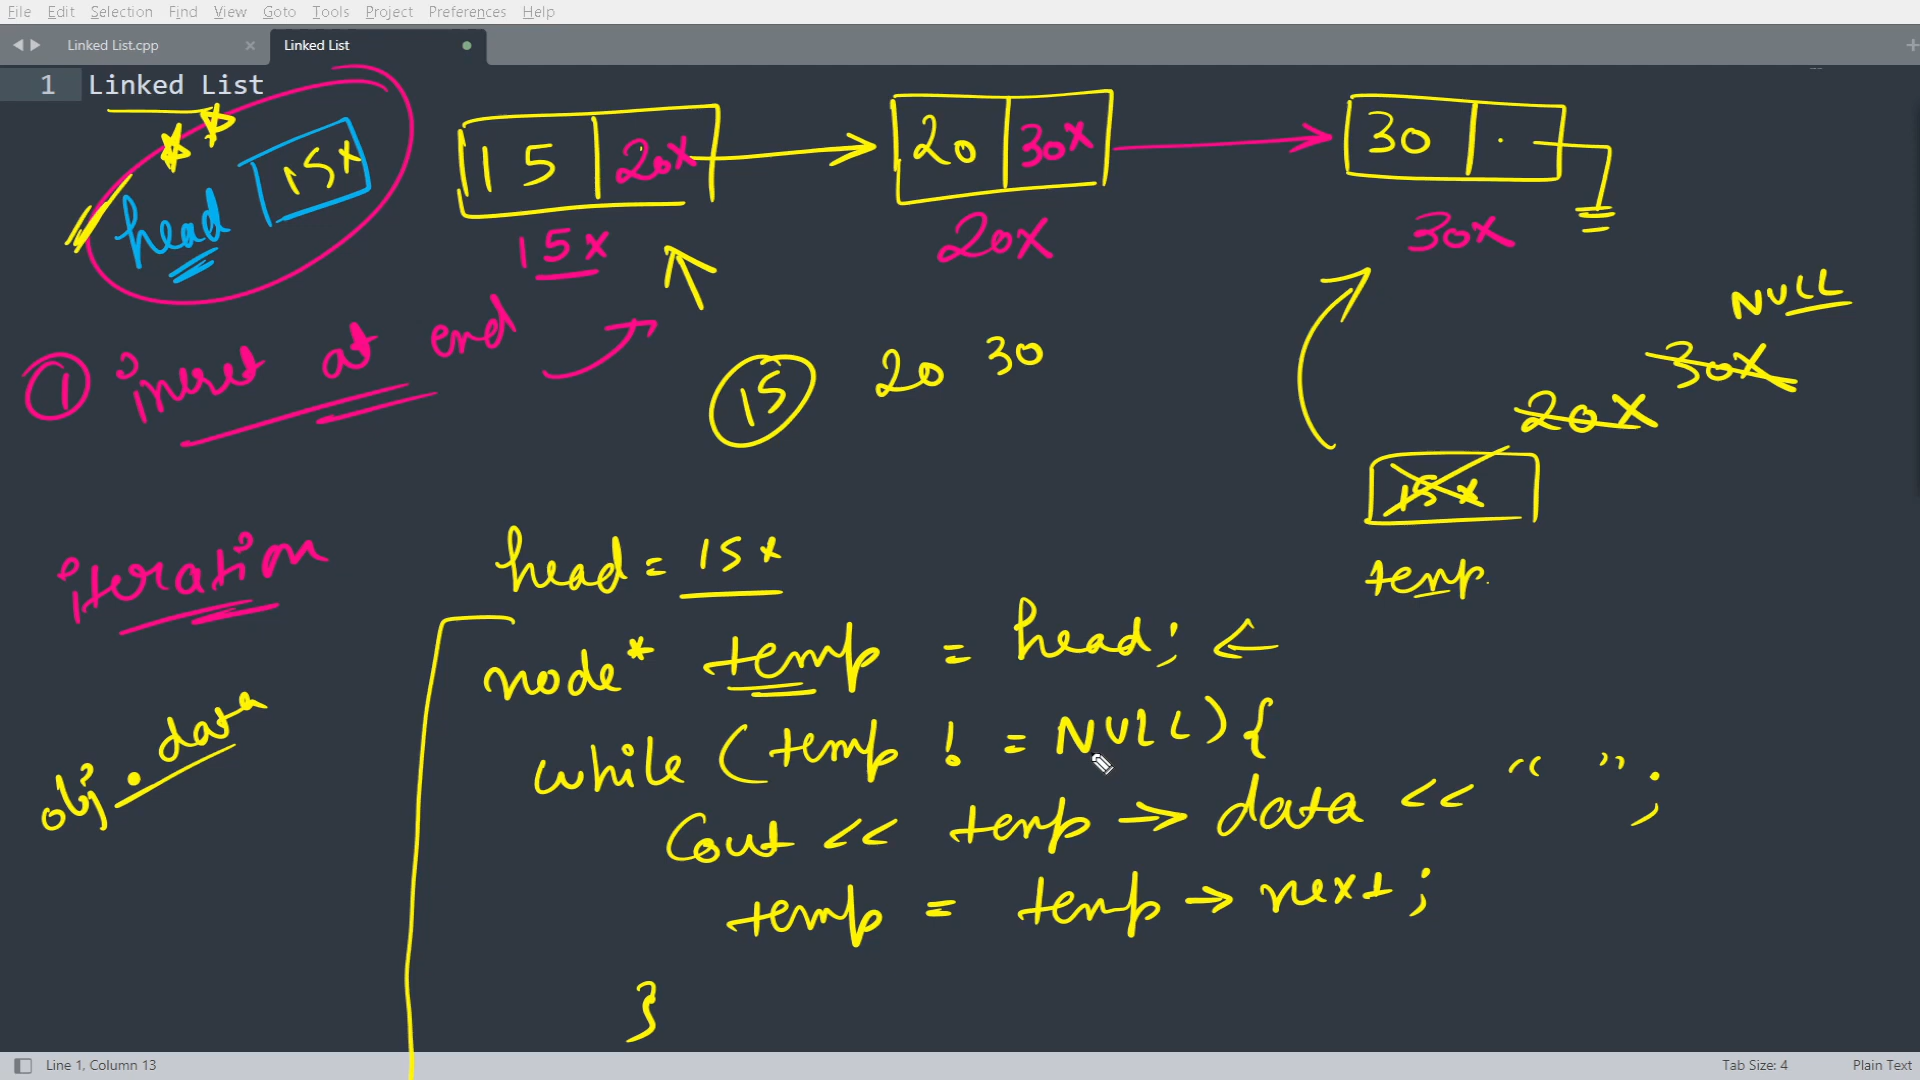 File Edit Selection Find View Goto Tools Project Preferences Help
Linked List.cpp × Linked List
1 Linked List
head 15x
15 20x 20 30x 30 .
15x 20x 30x
① inseret at end
15 20 30
NULL
30x
20x
15x
temp.
iteration
head = 15x
node* temp = head; ←
while (temp != NULL) {
cout << temp → data << " ";
temp = temp → next;
}
obj.data
Line 1, Column 13 Tab Size: 4 Plain Text